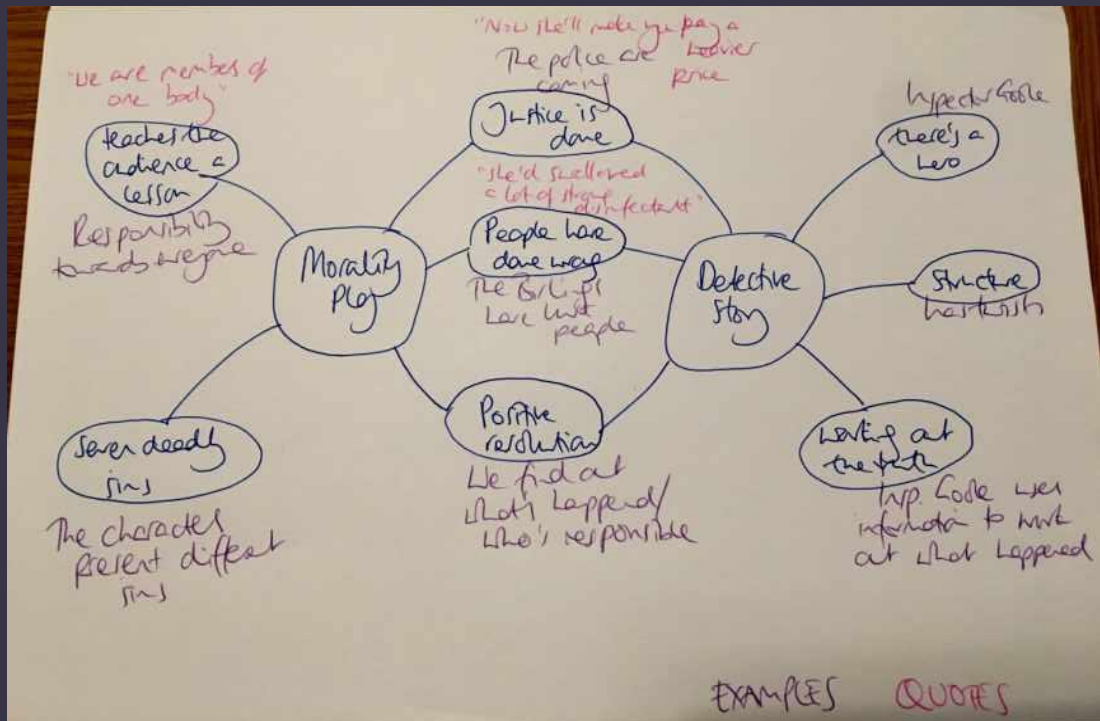 "We are members of
one body"
teaches the
audience a
lesson
Responsibility
towards everyone
Morality
Play
seven deadly
sins
The characters
present different
sins
"Now she'll make you pay a
heavier
price
The police are
coming
Justice is
done
"she'd swallowed
a lot of strong
disinfectant"
People have
done wrong
The Birlings
have hurt
people
Positive
resolution
We find out
what's happened/
who's responsible
Detective
story
Inspector Goole
there's a
hero
structure
working out
the truth
Insp. Goole uses
information to work
out what happened
EXAMPLES
QUOTES